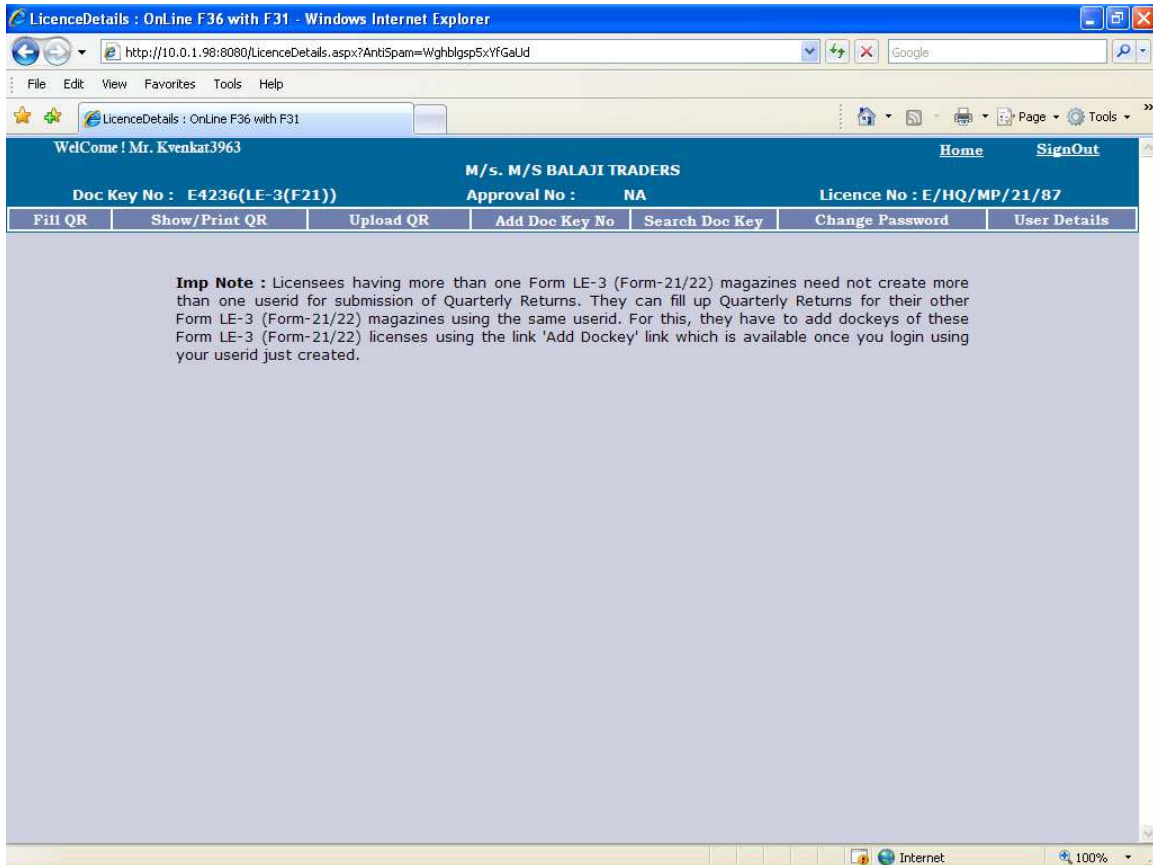 LicenceDetails : OnLine F36 with F31 - Windows Internet Explorer
http://10.0.1.98:8080/LicenceDetails.aspx?AntiSpam=Wghblgsp5xYfGaUd
Google
File Edit View Favorites Tools Help
LicenceDetails : OnLine F36 with F31
Page Tools
WelCome ! Mr. Kvenkat3963 Home SignOut
M/s. M/S BALAJI TRADERS
Doc Key No : E4236(LE-3(F21)) Approval No : NA Licence No : E/HQ/MP/21/87
Fill QR Show/Print QR Upload QR Add Doc Key No Search Doc Key Change Password User Details
Imp Note : Licensees having more than one Form LE-3 (Form-21/22) magazines need not create more
than one userid for submission of Quarterly Returns. They can fill up Quarterly Returns for their other
Form LE-3 (Form-21/22) magazines using the same userid. For this, they have to add dockeys of these
Form LE-3 (Form-21/22) licenses using the link 'Add Dockey' link which is available once you login using
your userid just created.
Internet 100%